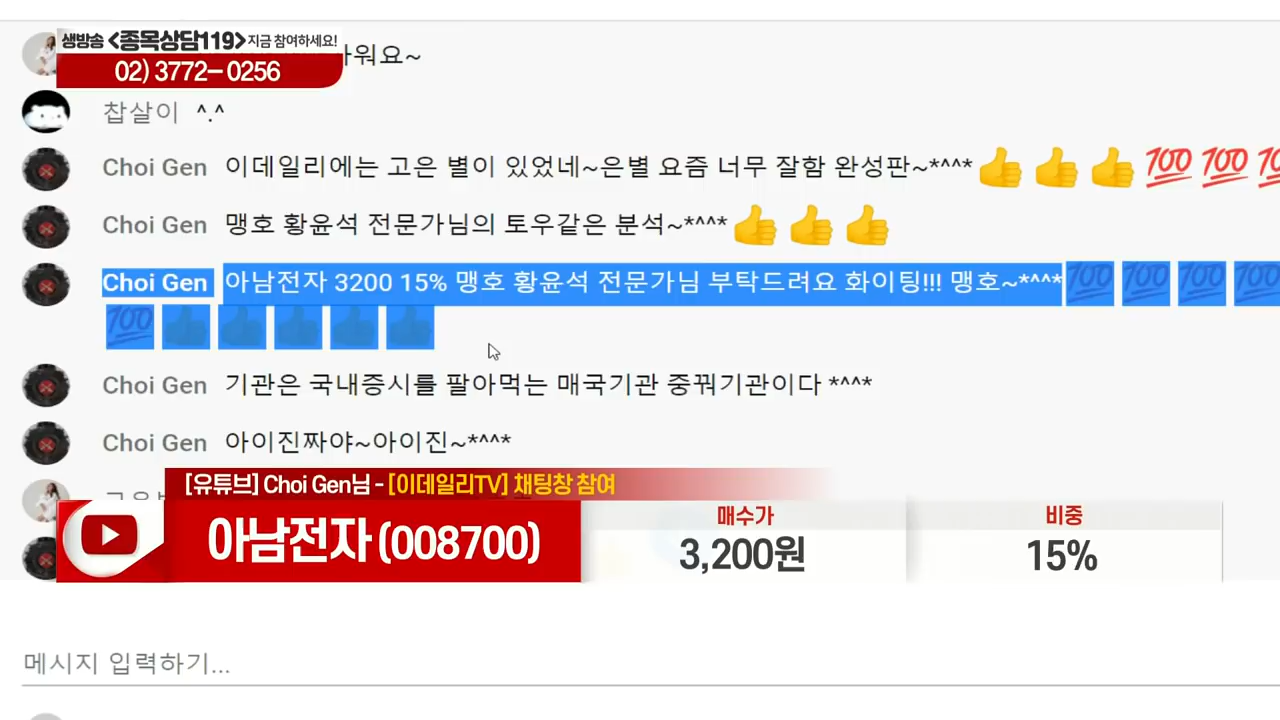 생방송 <종목상담119> 지금 참여하세요!
02) 3772-0256
워요~
찹살이 ^.^
Choi Gen 이데일리에는 고은 별이 있었네~은별 요즘 너무 잘함 완성판~*^^^* 👍👍👍💯💯💯
Choi Gen 맹호 황윤석 전문가님의 토우같은 분석~*^^^* 👍👍👍
Choi Gen 아남전자 3200 15% 맹호 황윤석 전문가님 부탁드려요 화이팅!!! 맹호~*^^^* 💯💯💯💯
💯👍👍👍👍👍
Choi Gen 기관은 국내증시를 팔아먹는 매국기관 중꿔기관이다 *^^^*
Choi Gen 아이진짜야~아이진~*^^^*
[유튜브] Choi Gen님 - [이데일리TV] 채팅창 참여
아남전자 (008700)
매수가
3,200원
비중
15%
메시지 입력하기...